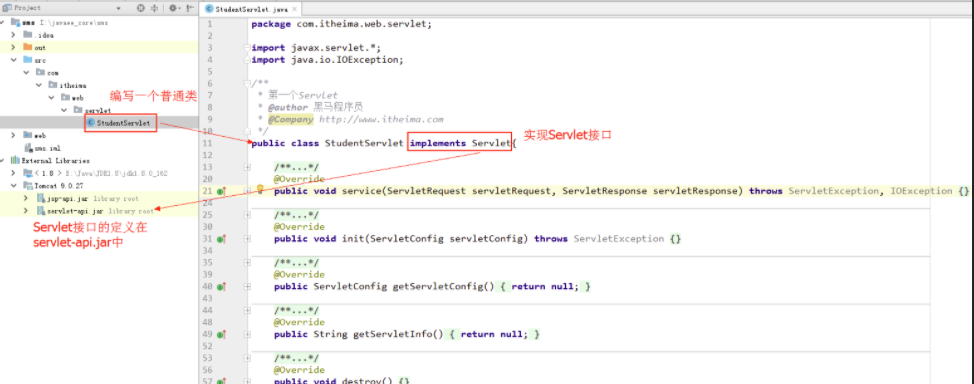 Project
sms I:\javaee_core\sms
.idea
out
src
com
itheima
web
servlet
StudentServlet
web
sms.iml
External Libraries
< 1.8 > E:\Java\JDK1.8.0\jdk1.8.0_162
Tomcat 9.0.27
jsp-api.jar library root
servlet-api.jar library root
编写一个普通类
Servlet接口的定义在
servlet-api.jar中
StudentServlet.java
1 package com.itheima.web.servlet;
2
3 import javax.servlet.*;
4 import java.io.IOException;
5
6 /**
7 * 第一个Servlet
8 * @author 黑马程序员
9 * @Company http://www.itheima.com
10 */
11 public class StudentServlet implements Servlet{
实现Servlet接口
12
13 /**...*/
20 @Override
21 public void service(ServletRequest servletRequest, ServletResponse servletResponse) throws ServletException, IOException {}
24
25 /**...*/
30 @Override
31 public void init(ServletConfig servletConfig) throws ServletException {}
34
35 /**...*/
39 @Override
40 public ServletConfig getServletConfig() { return null; }
43
44 /**...*/
48 @Override
49 public String getServletInfo() { return null; }
52
53 /**...*/
56 @Override
57 public void destroy() {}